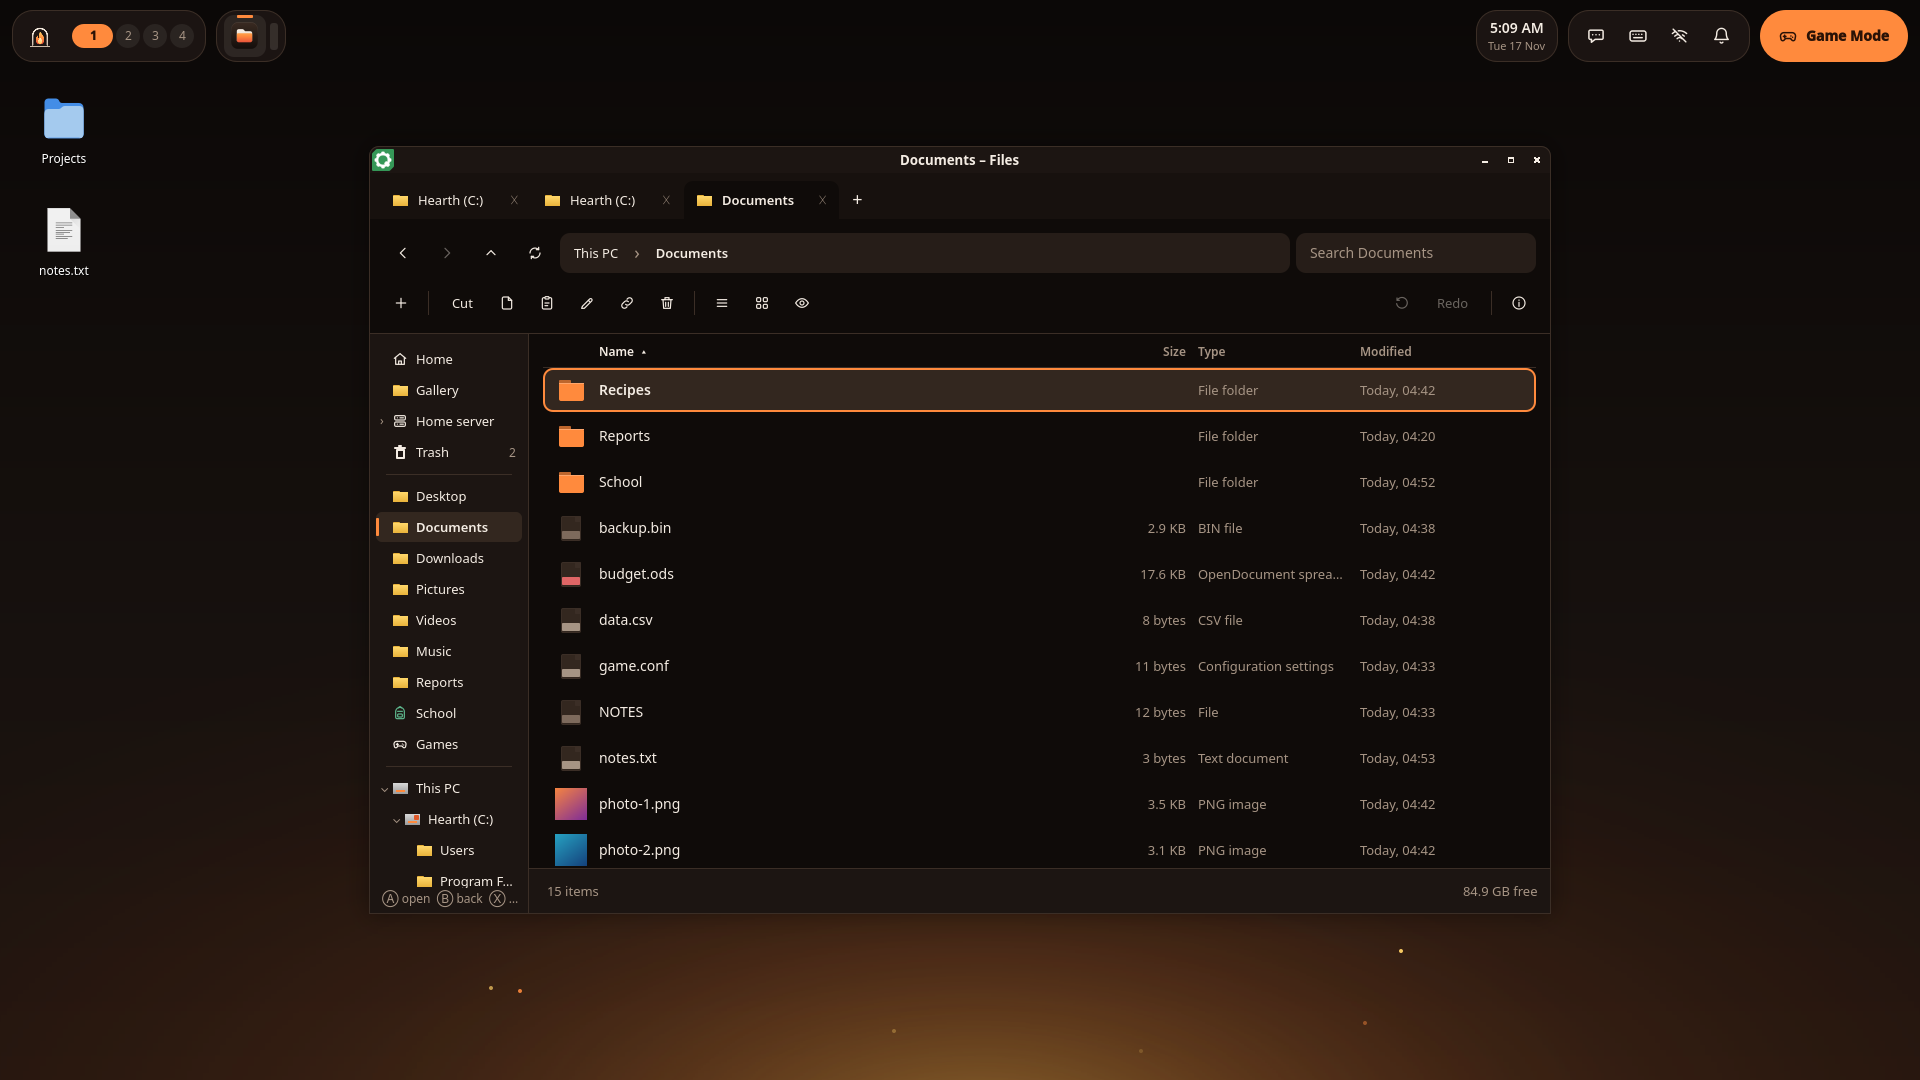 1 2 3 4
5:09 AM
Tue 17 Nov
Game Mode
Projects
notes.txt
Documents – Files
Hearth (C:) X Hearth (C:) X Documents X +
This PC › Documents
Search Documents
Cut
Redo
Home
Gallery
Home server
Trash 2
Desktop
Documents
Downloads
Pictures
Videos
Music
Reports
School
Games
This PC
Hearth (C:)
Users
Program F...
A open B back X ...
Name Size Type Modified
Recipes File folder Today, 04:42
Reports File folder Today, 04:20
School File folder Today, 04:52
backup.bin 2.9 KB BIN file Today, 04:38
budget.ods 17.6 KB OpenDocument sprea... Today, 04:42
data.csv 8 bytes CSV file Today, 04:38
game.conf 11 bytes Configuration settings Today, 04:33
NOTES 12 bytes File Today, 04:33
notes.txt 3 bytes Text document Today, 04:53
photo-1.png 3.5 KB PNG image Today, 04:42
photo-2.png 3.1 KB PNG image Today, 04:42
15 items 84.9 GB free